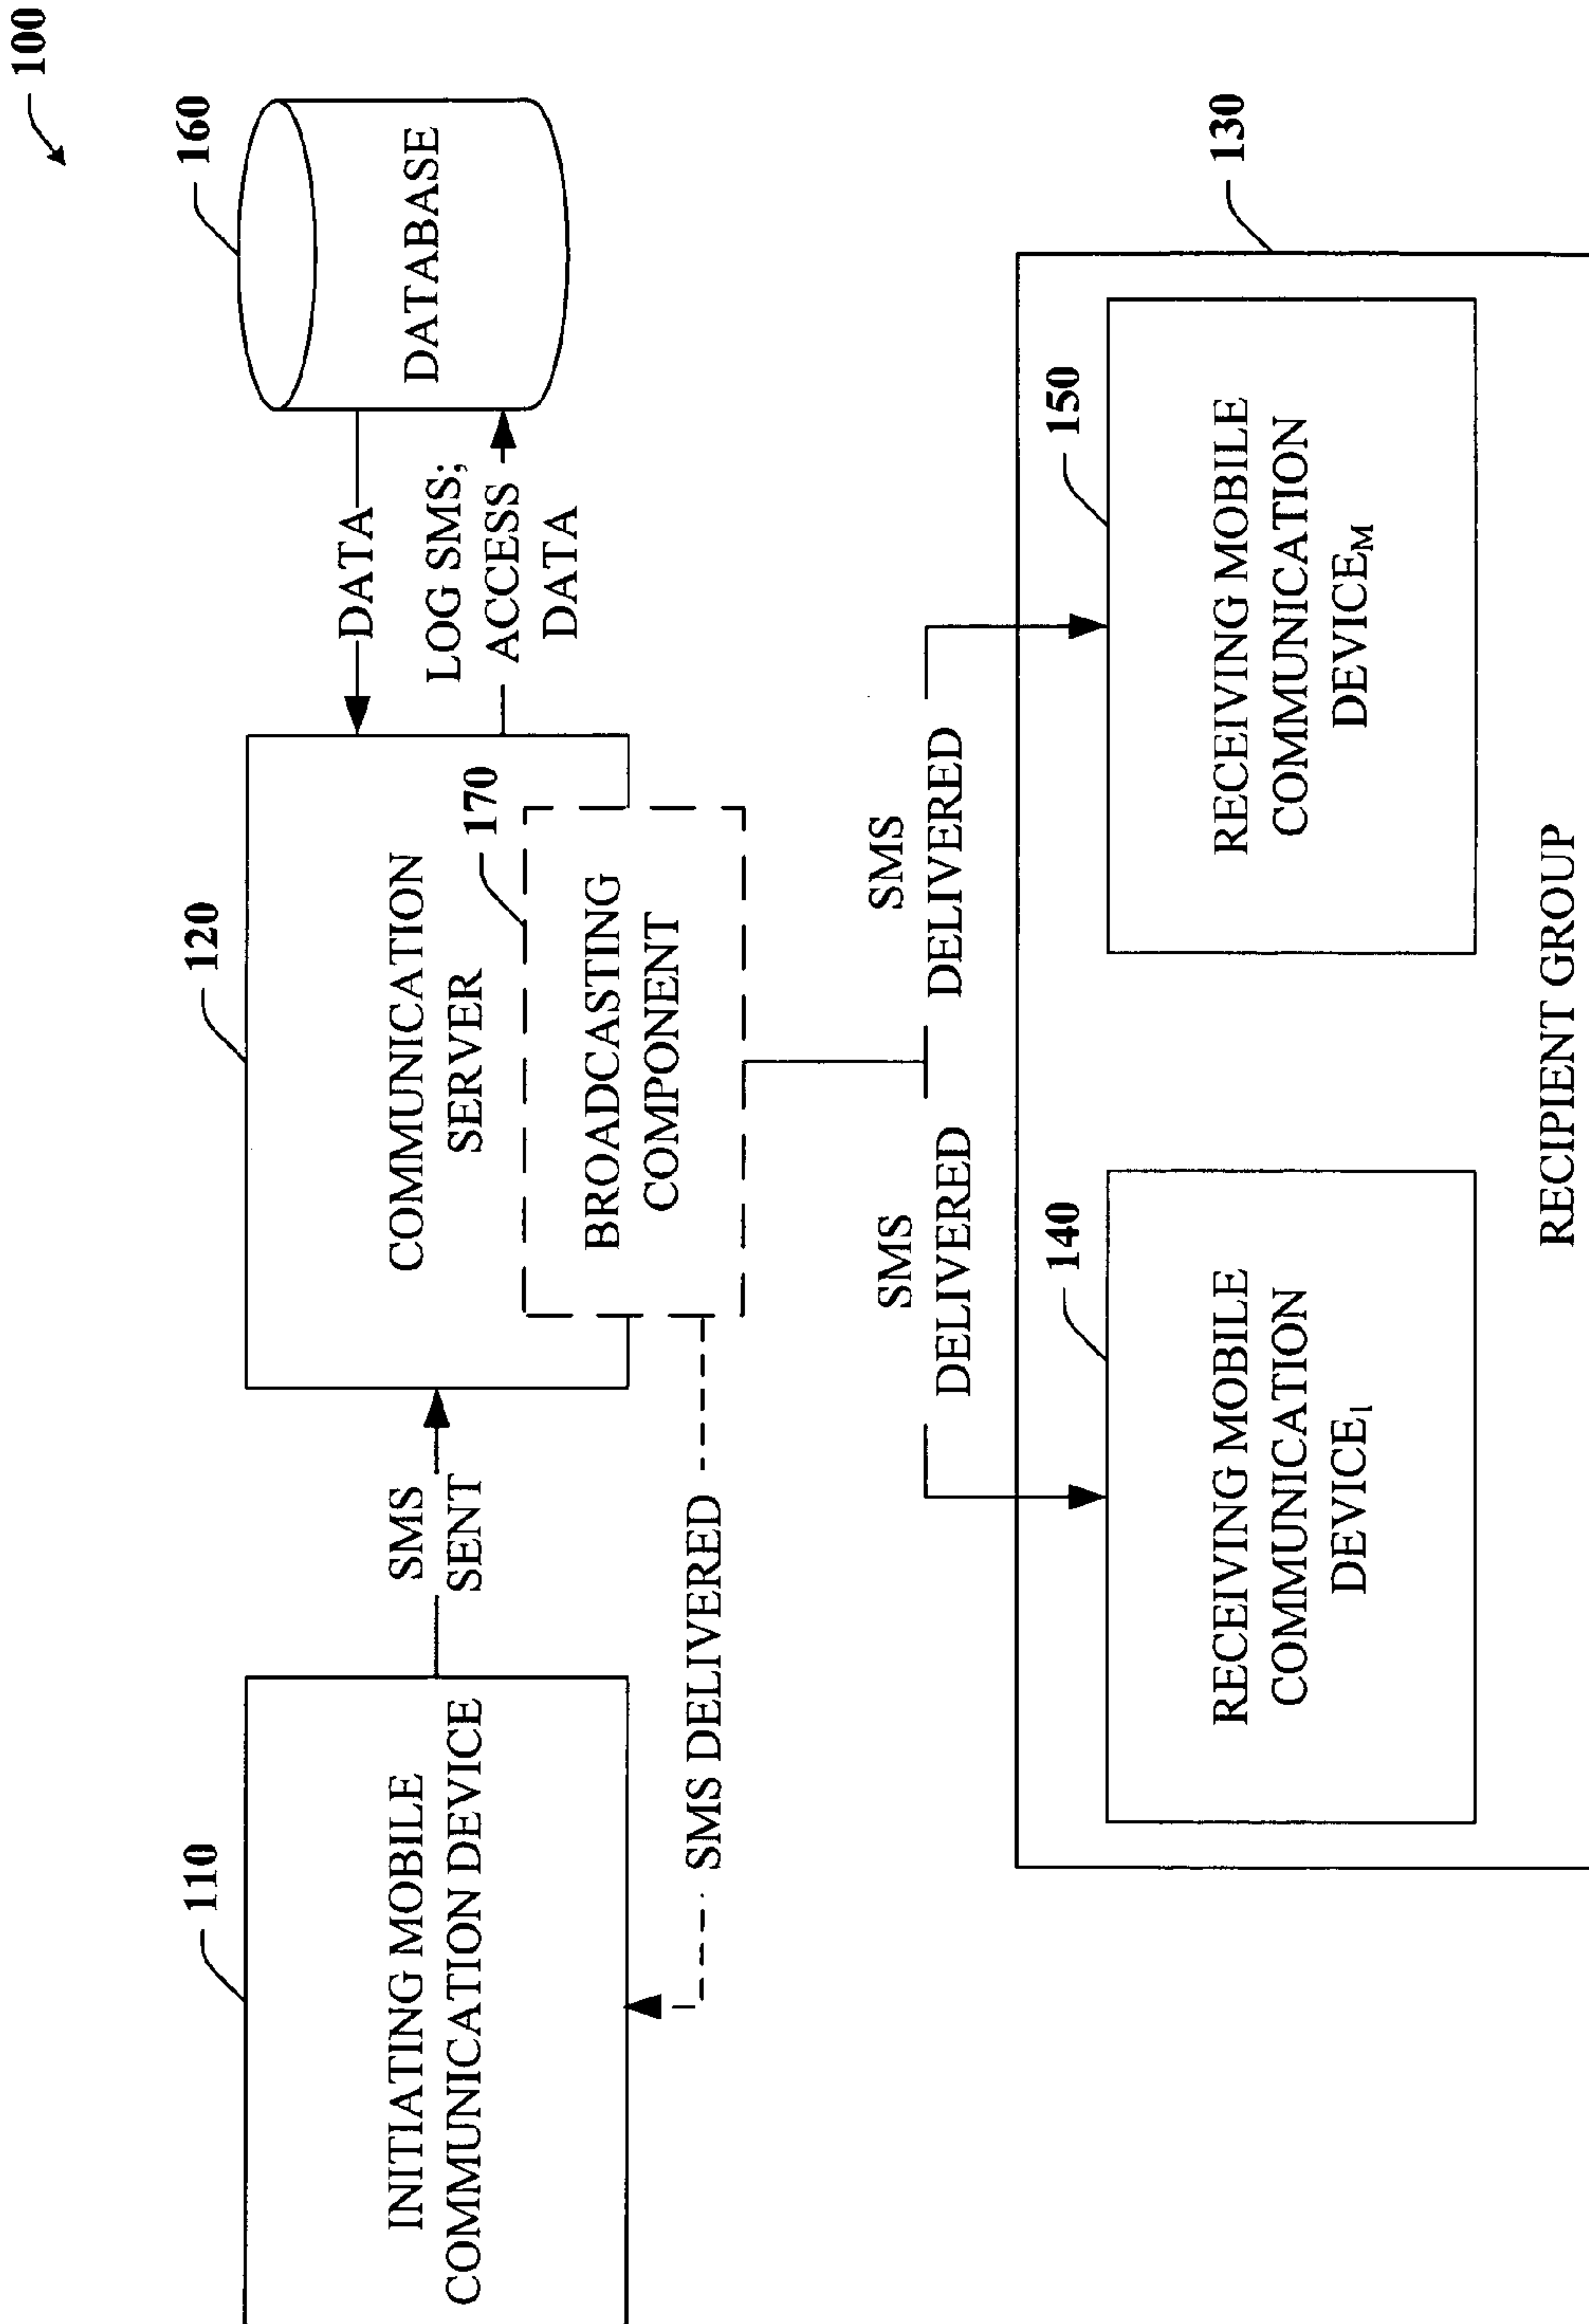 100
110
INITIATING MOBILE
COMMUNICATION DEVICE
SMS
SENT
120
COMMUNICATION
SERVER
170
BROADCASTING
COMPONENT
DATA
LOG SMS;
ACCESS
DATA
160
DATABASE
SMS DELIVERED
SMS
DELIVERED
SMS
DELIVERED
130
140
RECEIVING MOBILE
COMMUNICATION
DEVICE1
150
RECEIVING MOBILE
COMMUNICATION
DEVICEM
RECIPIENT GROUP